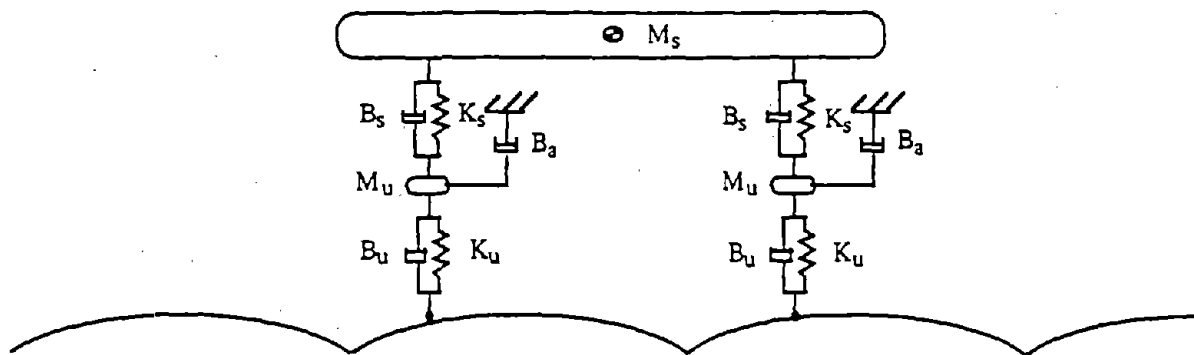 M_s
B_s K_s B_a
B_s K_s B_a
M_u
M_u
B_u K_u
B_u K_u